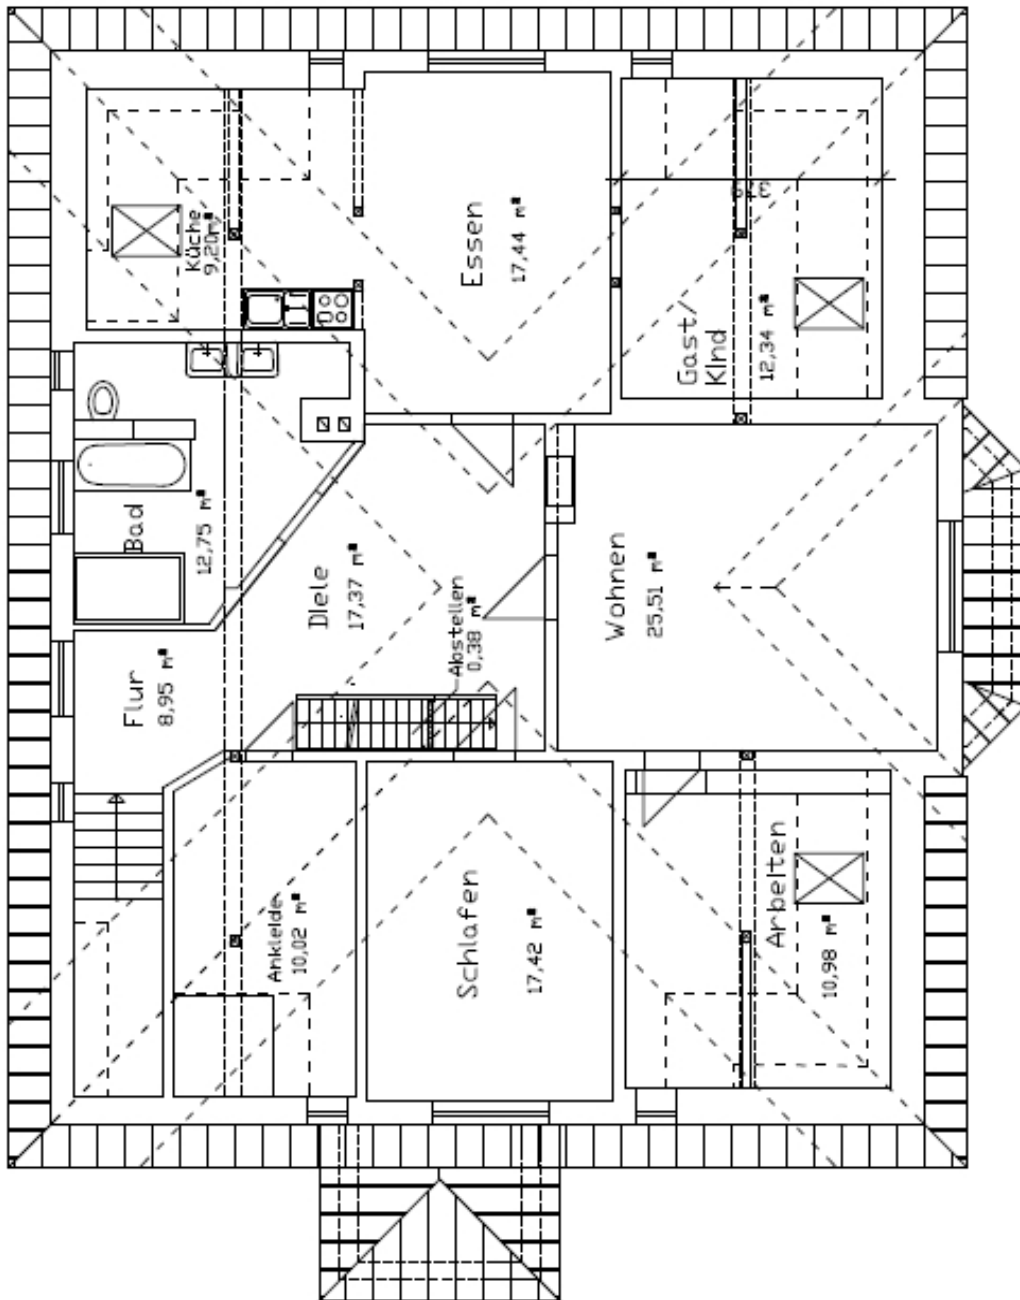 Küche
9,20m²
Essen
17,44 m²
379
Gast/
Kind
12,34 m²
Bad
12,75 m²
Diele
17,37 m²
Abstellen
0,38 m²
Wohnen
25,51 m²
Flur
8,95 m²
Ankleide
10,02 m²
Schlafen
17,42 m²
Arbeiten
10,98 m²